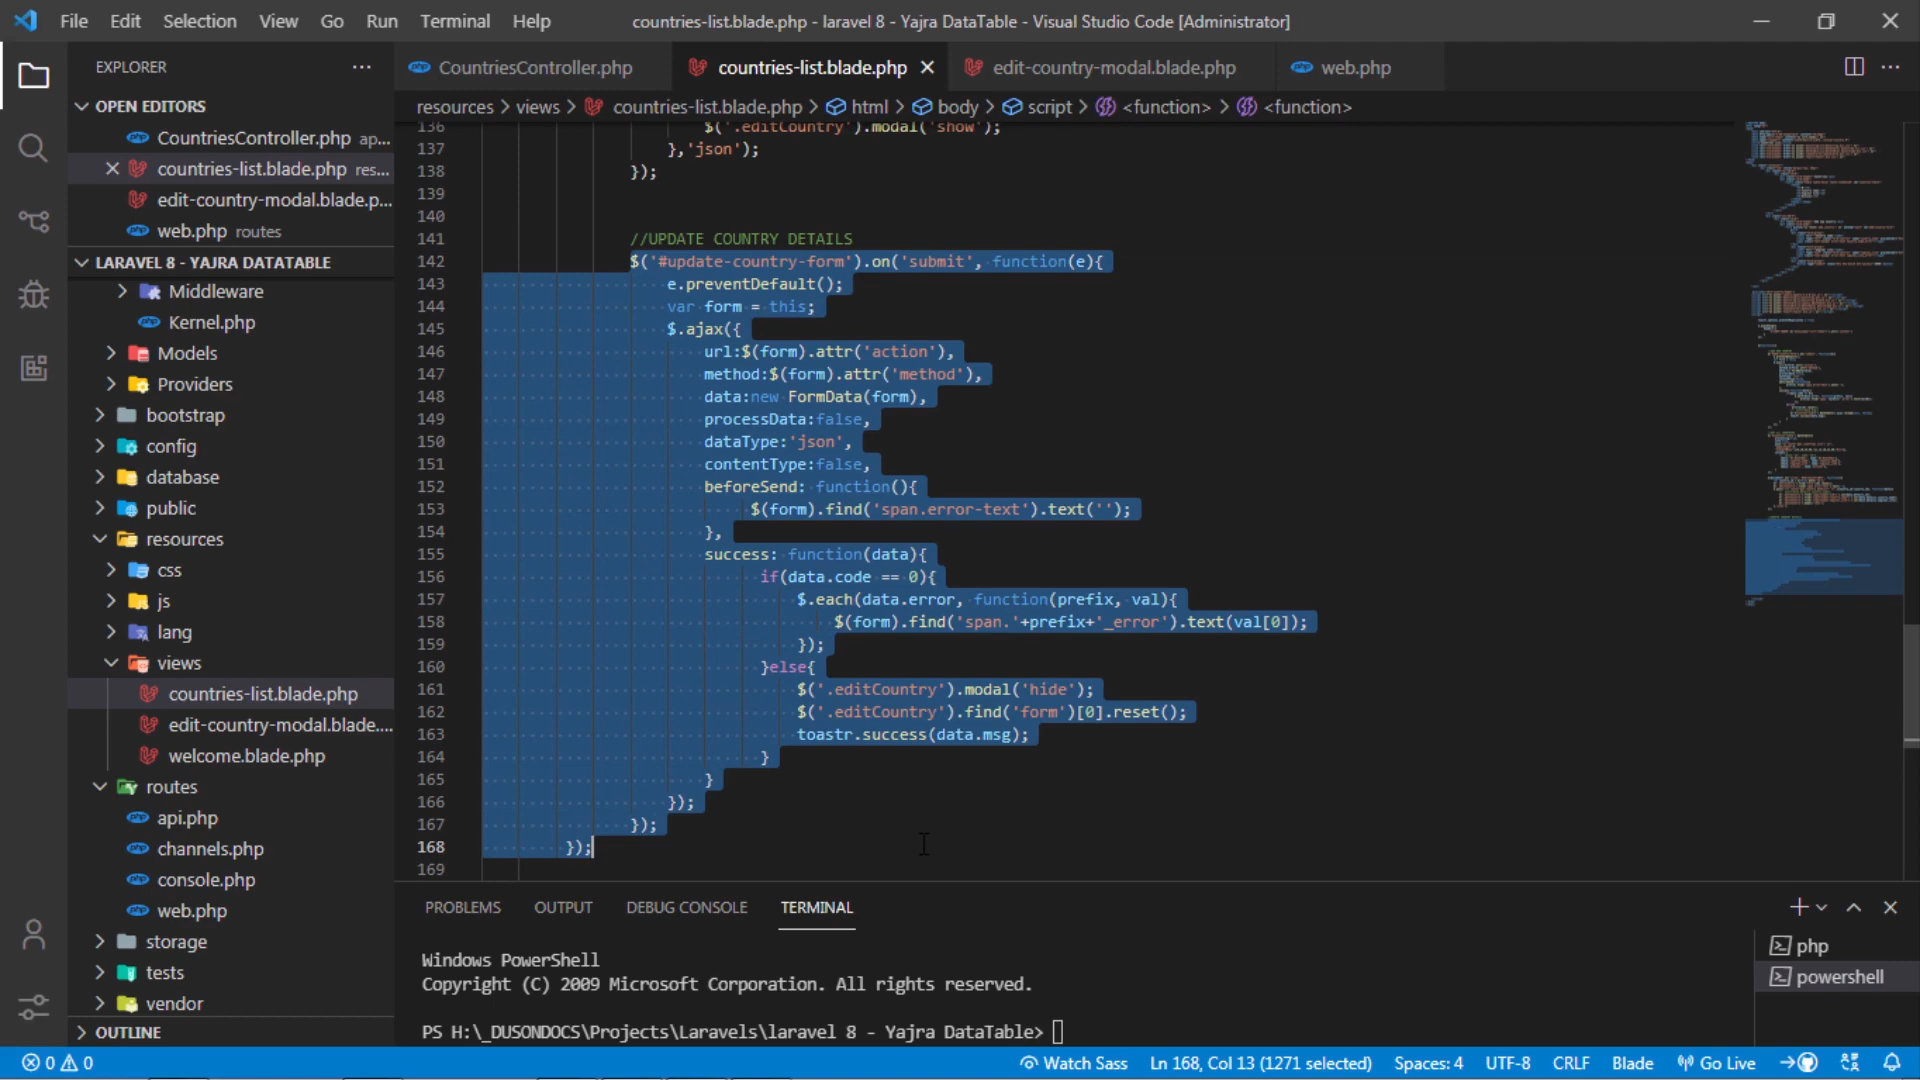 File Edit Selection View Go Run Terminal Help
countries-list.blade.php - laravel 8 - Yajra DataTable - Visual Studio Code [Administrator]
EXPLORER
OPEN EDITORS
CountriesController.php ap...
countries-list.blade.php res...
edit-country-modal.blade.p...
web.php routes
LARAVEL 8 - YAJRA DATATABLE
Middleware
Kernel.php
Models
Providers
bootstrap
config
database
public
resources
css
js
lang
views
countries-list.blade.php
edit-country-modal.blade....
welcome.blade.php
routes
api.php
channels.php
console.php
web.php
storage
tests
vendor
OUTLINE
CountriesController.php countries-list.blade.php edit-country-modal.blade.php web.php
resources > views > countries-list.blade.php > html > body > script > <function> > <function>
136 $('.editCountry').modal('show');
137 },'json');
138 });
139
140
141 //UPDATE COUNTRY DETAILS
142 $('#update-country-form').on('submit', function(e){
143 e.preventDefault();
144 var form = this;
145 $.ajax({
146 url:$(form).attr('action'),
147 method:$(form).attr('method'),
148 data:new FormData(form),
149 processData:false,
150 dataType:'json',
151 contentType:false,
152 beforeSend: function(){
153 $(form).find('span.error-text').text('');
154 },
155 success: function(data){
156 if(data.code == 0){
157 $.each(data.error, function(prefix, val){
158 $(form).find('span.'+prefix+'_error').text(val[0]);
159 });
160 }else{
161 $('.editCountry').modal('hide');
162 $('.editCountry').find('form')[0].reset();
163 toastr.success(data.msg);
164 }
165 }
166 });
167 });
168 });
169
PROBLEMS OUTPUT DEBUG CONSOLE TERMINAL
Windows PowerShell
Copyright (C) 2009 Microsoft Corporation. All rights reserved.
PS H:\_DUSONDOCS\Projects\Laravels\laravel 8 - Yajra DataTable>
php
powershell
0 0 Watch Sass Ln 168, Col 13 (1271 selected) Spaces: 4 UTF-8 CRLF Blade Go Live